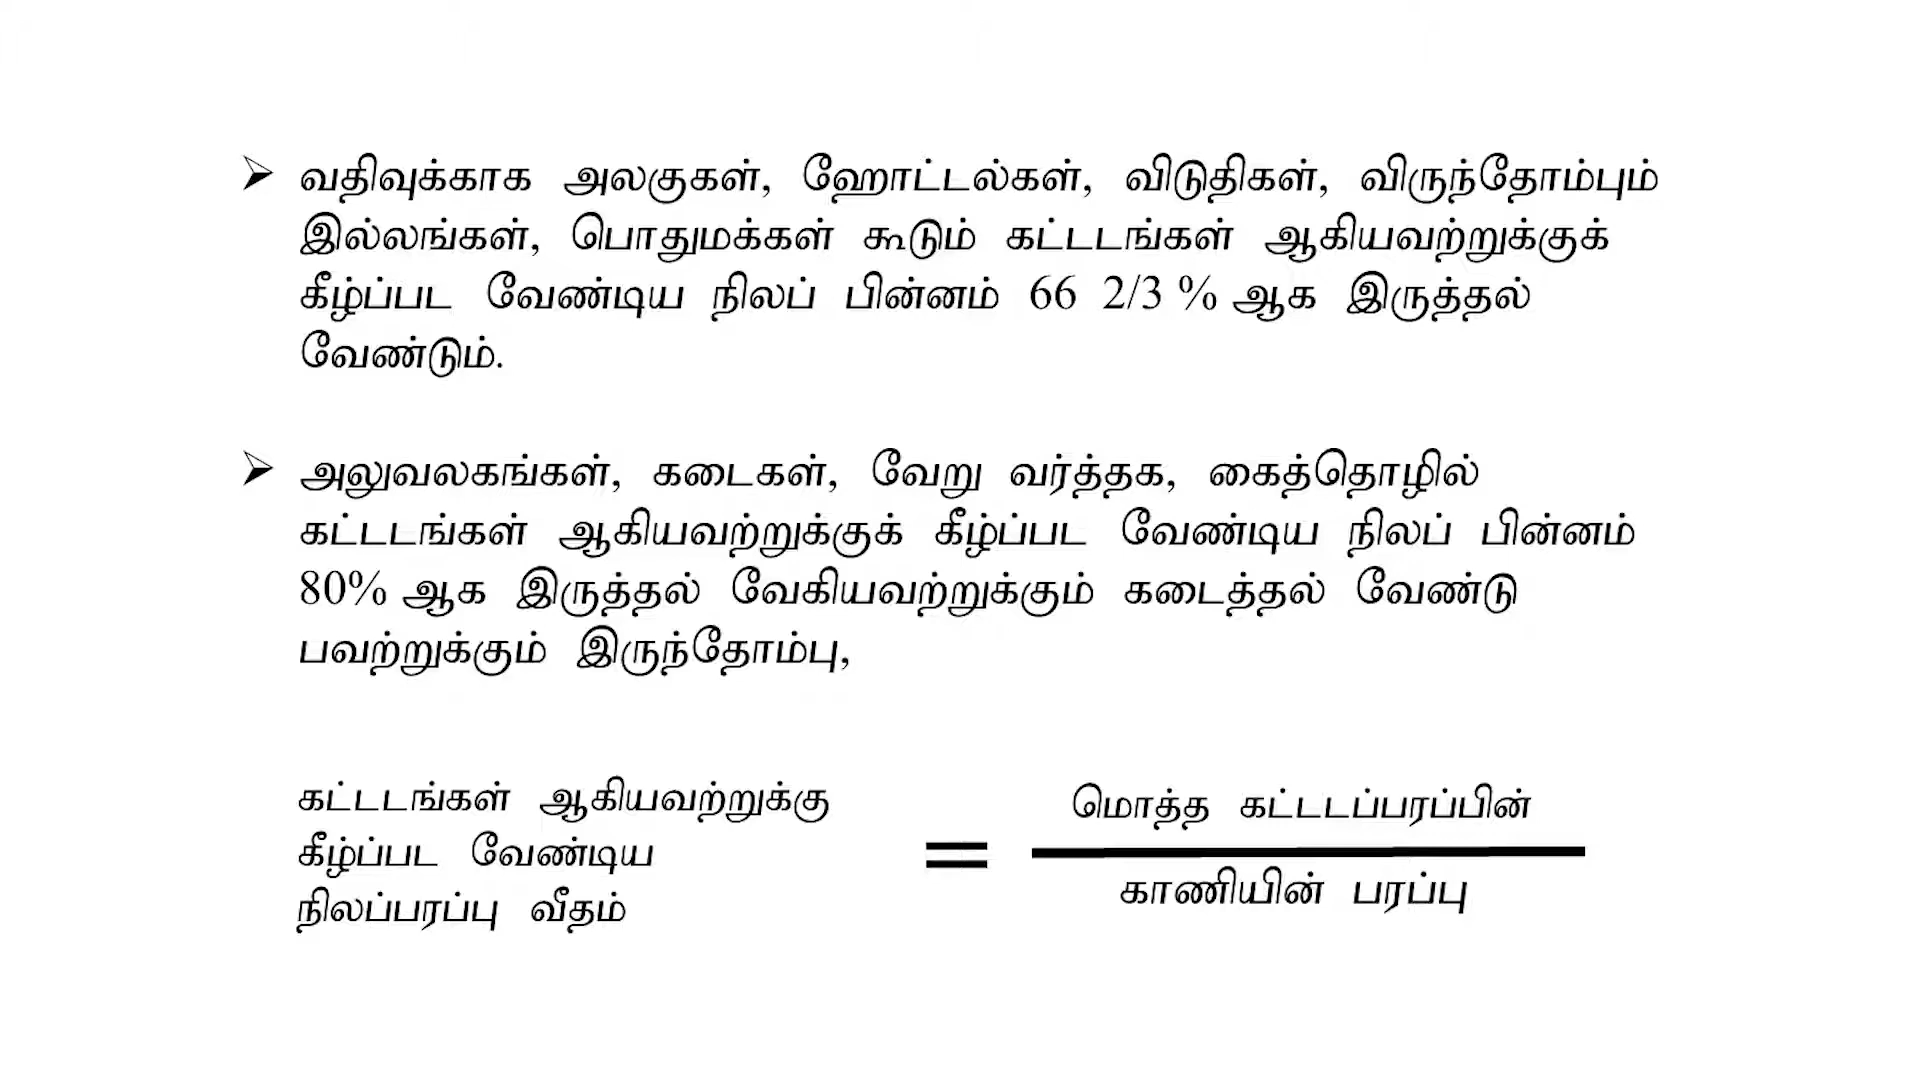 ➢ வதிவுக்காக அலகுகள், ஹோட்டல்கள், விடுதிகள், விருந்தோம்பும்
இல்லங்கள், பொதுமக்கள் கூடும் கட்டடங்கள் ஆகியவற்றுக்குக்
கீழ்ப்பட வேண்டிய நிலப் பின்னம் 66 2/3 % ஆக இருத்தல்
வேண்டும்.
➢ அலுவலகங்கள், கடைகள், வேறு வர்த்தக, கைத்தொழில்
கட்டடங்கள் ஆகியவற்றுக்குக் கீழ்ப்பட வேண்டிய நிலப் பின்னம்
80% ஆக இருத்தல் வேகியவற்றுக்கும் கடைத்தல் வேண்டு
பவற்றுக்கும் இருந்தோம்பு,
கட்டடங்கள் ஆகியவற்றுக்கு
கீழ்ப்பட வேண்டிய
நிலப்பரப்பு வீதம்
=
மொத்த கட்டடப்பரப்பின்
காணியின் பரப்பு